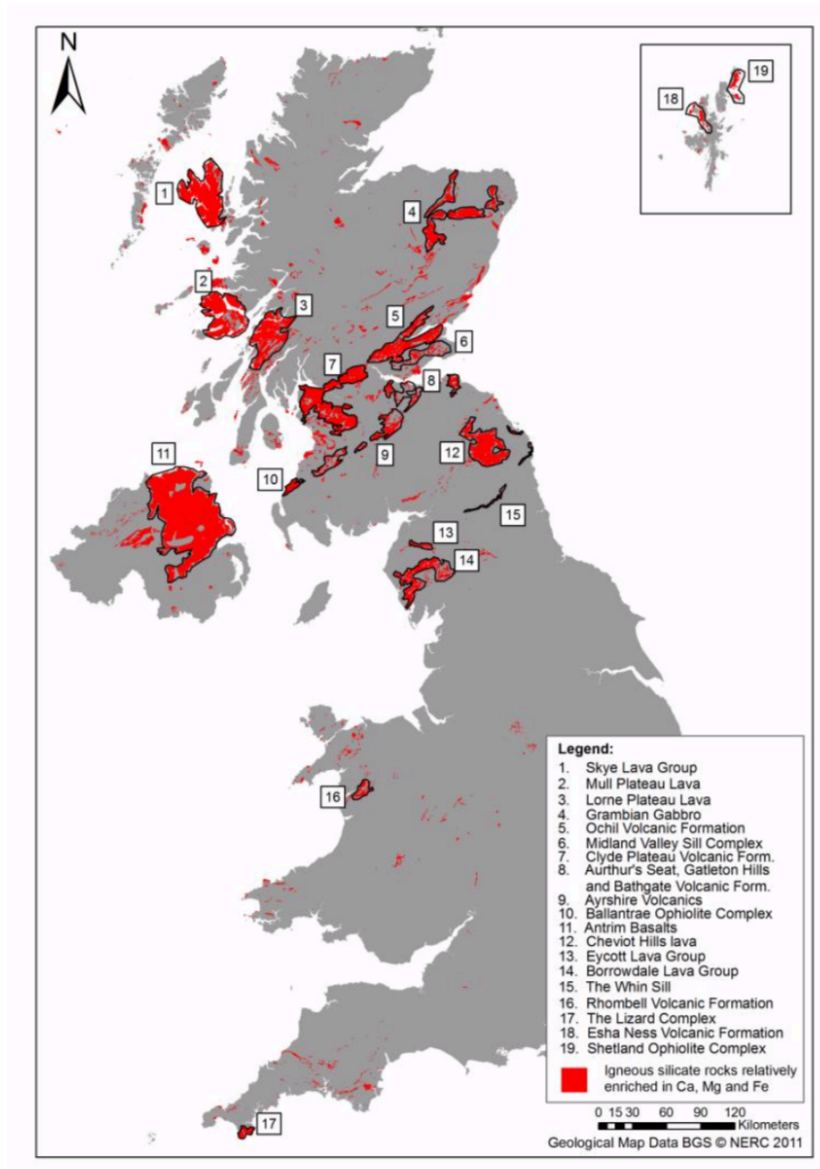 N
19
18
1
4
2
3
5
6
7
8
11
9
12
10
15
13
14
16
17
Legend:
1. Skye Lava Group
2. Mull Plateau Lava
3. Lorne Plateau Lava
4. Grambian Gabbro
5. Ochil Volcanic Formation
6. Midland Valley Sill Complex
7. Clyde Plateau Volcanic Form.
8. Aurthur's Seat, Gatleton Hills
and Bathgate Volcanic Form.
9. Ayrshire Volcanics
10. Ballantrae Ophiolite Complex
11. Antrim Basalts
12. Cheviot Hills lava
13. Eycott Lava Group
14. Borrowdale Lava Group
15. The Whin Sill
16. Rhombell Volcanic Formation
17. The Lizard Complex
18. Esha Ness Volcanic Formation
19. Shetland Ophiolite Complex
Igneous silicate rocks relatively
enriched in Ca, Mg and Fe
0 15 30 60 90 120
Kilometers
Geological Map Data BGS © NERC 2011